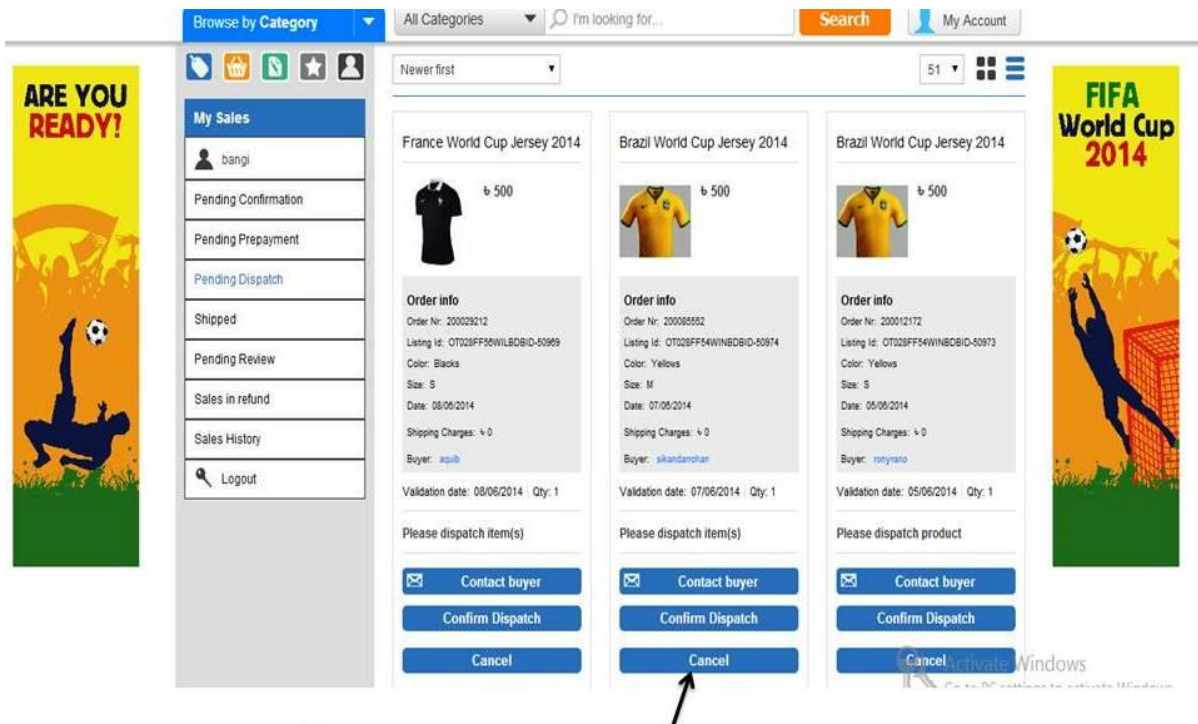 Browse by Category
All Categories
I'm looking for...
Search
My Account
ARE YOU
READY?
My Sales
bangi
Pending Confirmation
Pending Prepayment
Pending Dispatch
Shipped
Pending Review
Sales in refund
Sales History
Logout
Newer first
51
France World Cup Jersey 2014
৳ 500
Order info
Order Nr: 200029212
Listing Id: OT028FF56WILBDBID-50969
Color: Blacks
Size: S
Date: 08/06/2014
Shipping Charges: ৳ 0
Buyer: aquib
Validation date: 08/06/2014 Qty: 1
Please dispatch item(s)
Contact buyer
Confirm Dispatch
Cancel
Brazil World Cup Jersey 2014
৳ 500
Order info
Order Nr: 200085552
Listing Id: OT028FF54WINBDBID-50974
Color: Yellows
Size: M
Date: 07/06/2014
Shipping Charges: ৳ 0
Buyer: sikandarrohan
Validation date: 07/06/2014 Qty: 1
Please dispatch item(s)
Contact buyer
Confirm Dispatch
Cancel
Brazil World Cup Jersey 2014
৳ 500
Order info
Order Nr: 200012172
Listing Id: OT028FF54WINBDBID-50973
Color: Yellows
Size: S
Date: 05/06/2014
Shipping Charges: ৳ 0
Buyer: ronyrano
Validation date: 05/06/2014 Qty: 1
Please dispatch product
Contact buyer
Confirm Dispatch
Cancel
FIFA
World Cup
2014
Activate Windows
Go to PC settings to activate Windows.